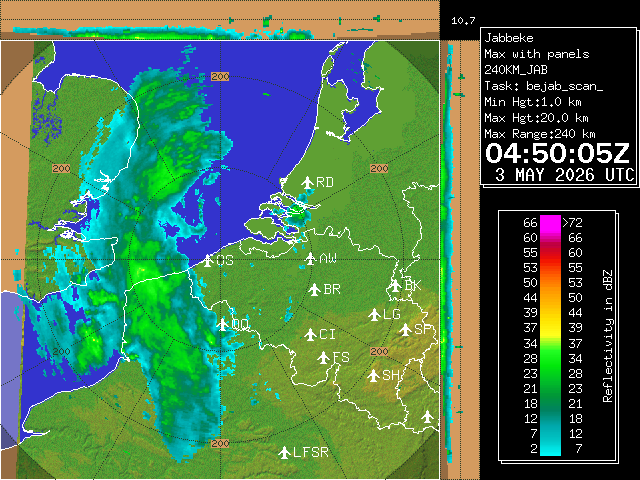 10.7
Jabbeke
Max with panels
240KM_JAB
Task: bejab_scan_
Min Hgt:1.0 km
Max Hgt:20.0 km
Max Range:240 km
04:50:05Z
3 MAY 2026 UTC
200
200
200
RD
OS
AW
BR
BK
LG
SP
CI
FS
SH
200
200
200
LFSR
66 >72
60 66
55 60
53 55
50 53
44 50
39 44
37 39
34 37
28 34
23 28
21 23
18 21
12 18
7 12
2 7
Reflectivity in dBZ